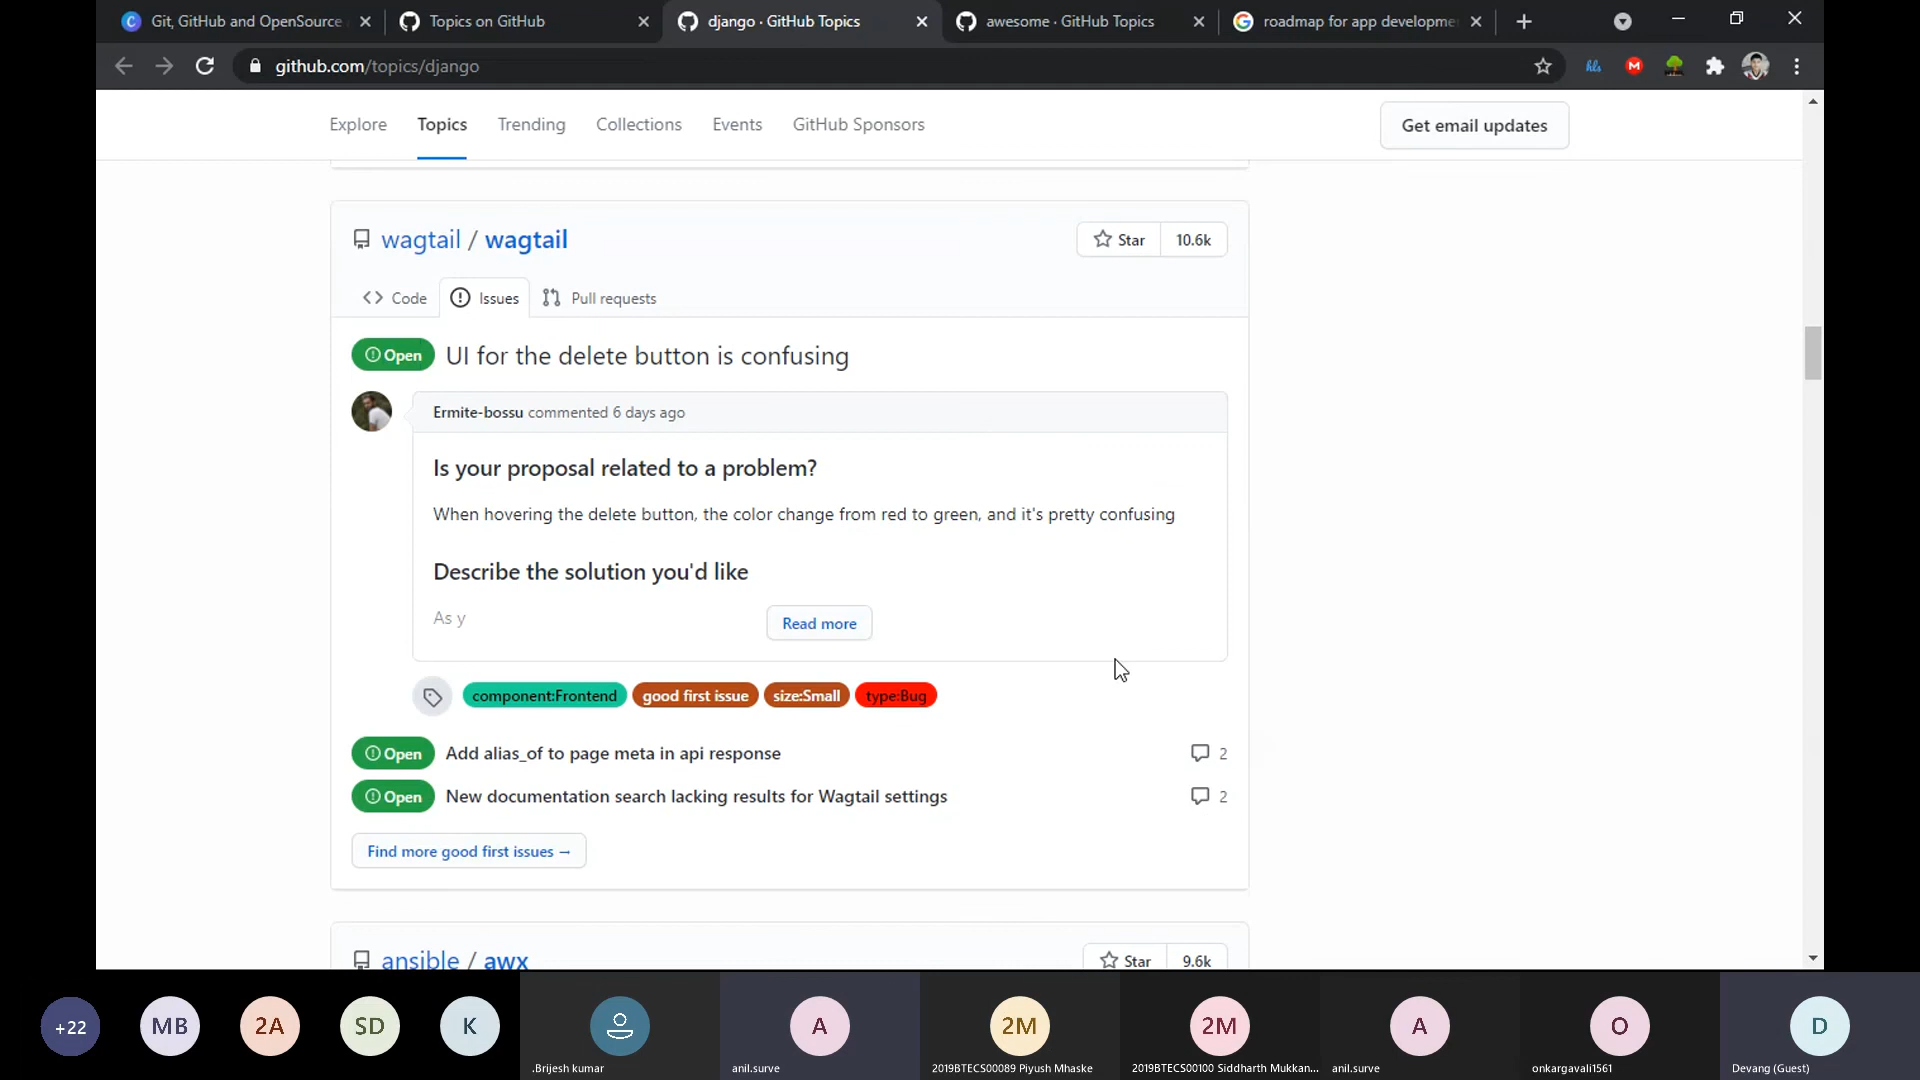 Git, GitHub and OpenSource
Topics on GitHub
django · GitHub Topics
awesome · GitHub Topics
roadmap for app developme
github.com/topics/django
hls
M
Explore
Topics
Trending
Collections
Events
GitHub Sponsors
Get email updates
wagtail / wagtail
Star
10.6k
Code
Issues
Pull requests
Open
UI for the delete button is confusing
Ermite-bossu commented 6 days ago
Is your proposal related to a problem?
When hovering the delete button, the color change from red to green, and it's pretty confusing
Describe the solution you'd like
As y
Read more
component:Frontend
good first issue
size:Small
type:Bug
Open
Add alias_of to page meta in api response
2
Open
New documentation search lacking results for Wagtail settings
2
Find more good first issues →
ansible / awx
Star
9.6k
+22
MB
2A
SD
K
A
2M
2M
A
O
D
.Brijesh kumar
anil.surve
2019BTECS00089 Piyush Mhaske
2019BTECS00100 Siddharth Mukkan...
anil.surve
onkargavali1561
Devang (Guest)